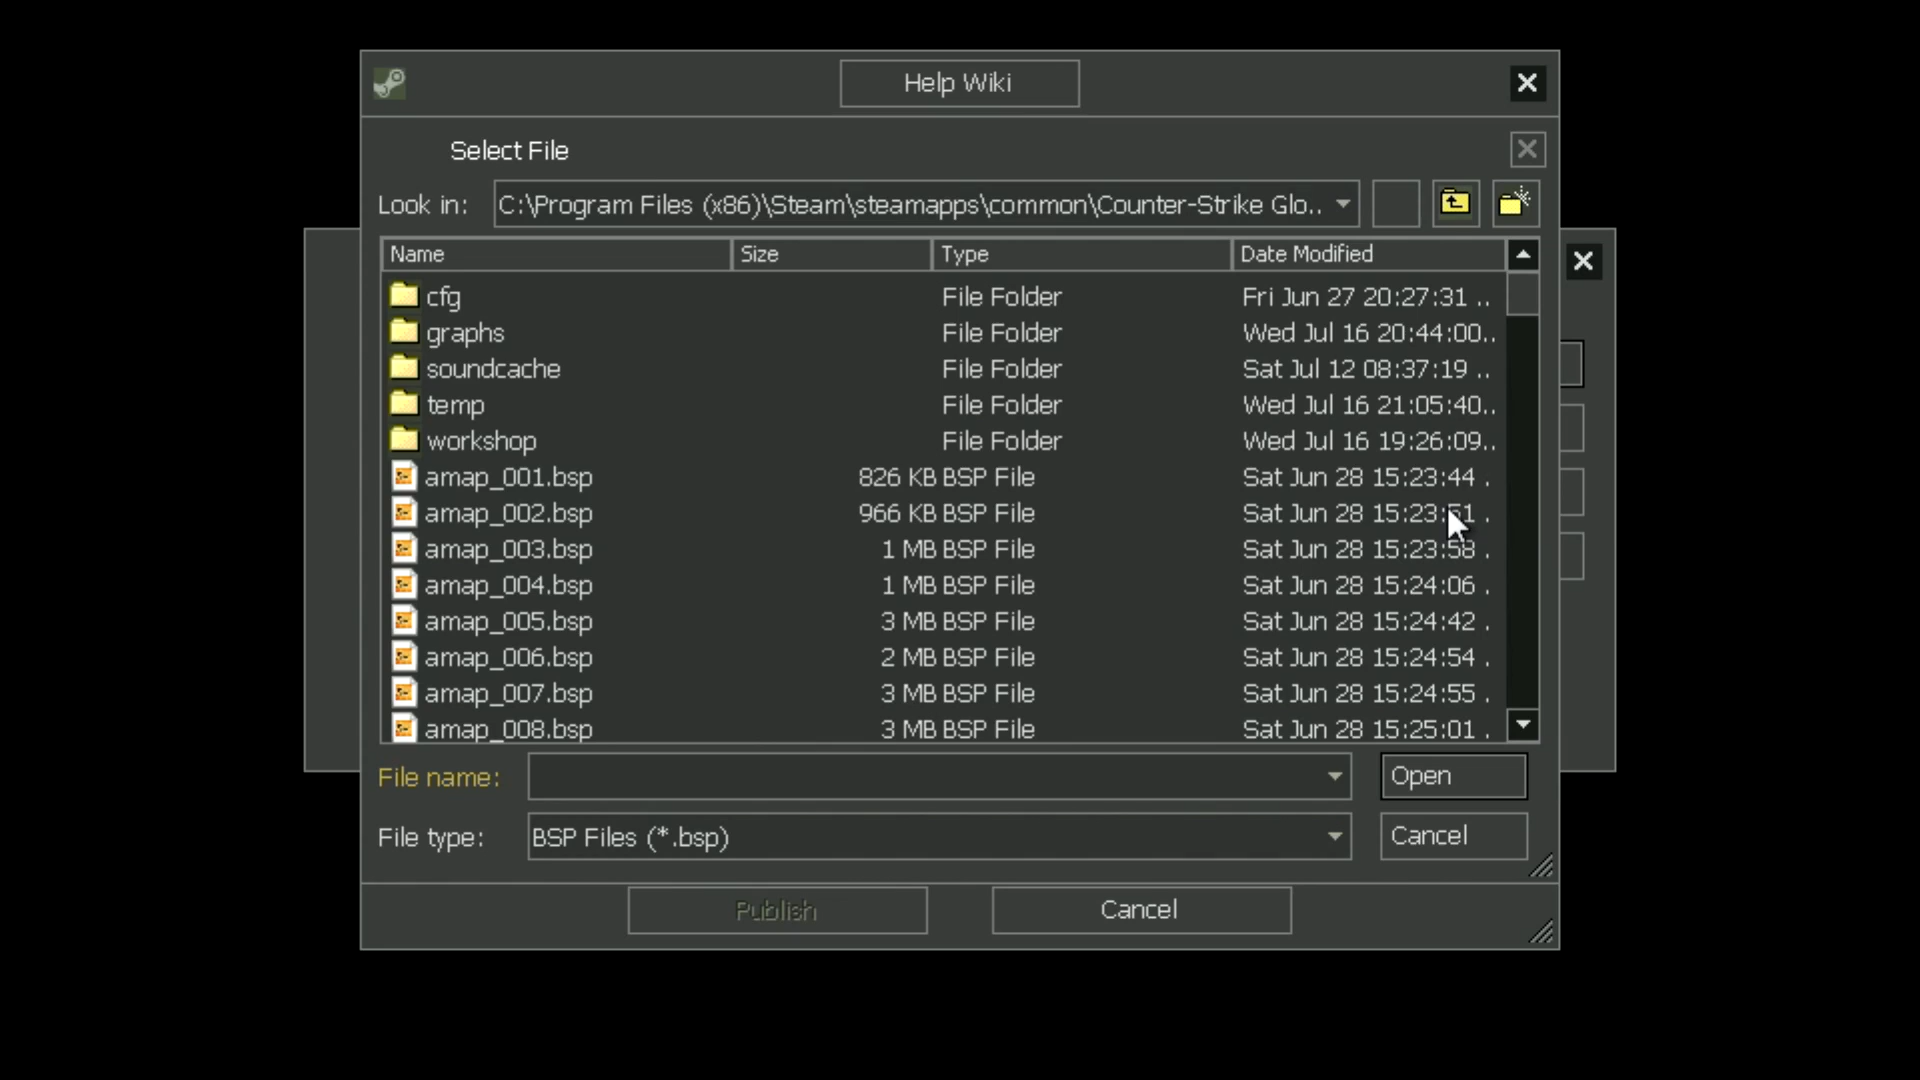 Help Wiki
Select File
Look in: C:\Program Files (x86)\Steam\steamapps\common\Counter-Strike Glo..
Name Size Type Date Modified
cfg File Folder Fri Jun 27 20:27:31 ..
graphs File Folder Wed Jul 16 20:44:00..
soundcache File Folder Sat Jul 12 08:37:19 ..
temp File Folder Wed Jul 16 21:05:40..
workshop File Folder Wed Jul 16 19:26:09..
amap_001.bsp 826 KB BSP File Sat Jun 28 15:23:44 .
amap_002.bsp 966 KB BSP File Sat Jun 28 15:23:51 .
amap_003.bsp 1 MB BSP File Sat Jun 28 15:23:58 .
amap_004.bsp 1 MB BSP File Sat Jun 28 15:24:06 .
amap_005.bsp 3 MB BSP File Sat Jun 28 15:24:42 .
amap_006.bsp 2 MB BSP File Sat Jun 28 15:24:54 .
amap_007.bsp 3 MB BSP File Sat Jun 28 15:24:55 .
amap_008.bsp 3 MB BSP File Sat Jun 28 15:25:01 .
File name: Open
File type: BSP Files (*.bsp) Cancel
Publish Cancel